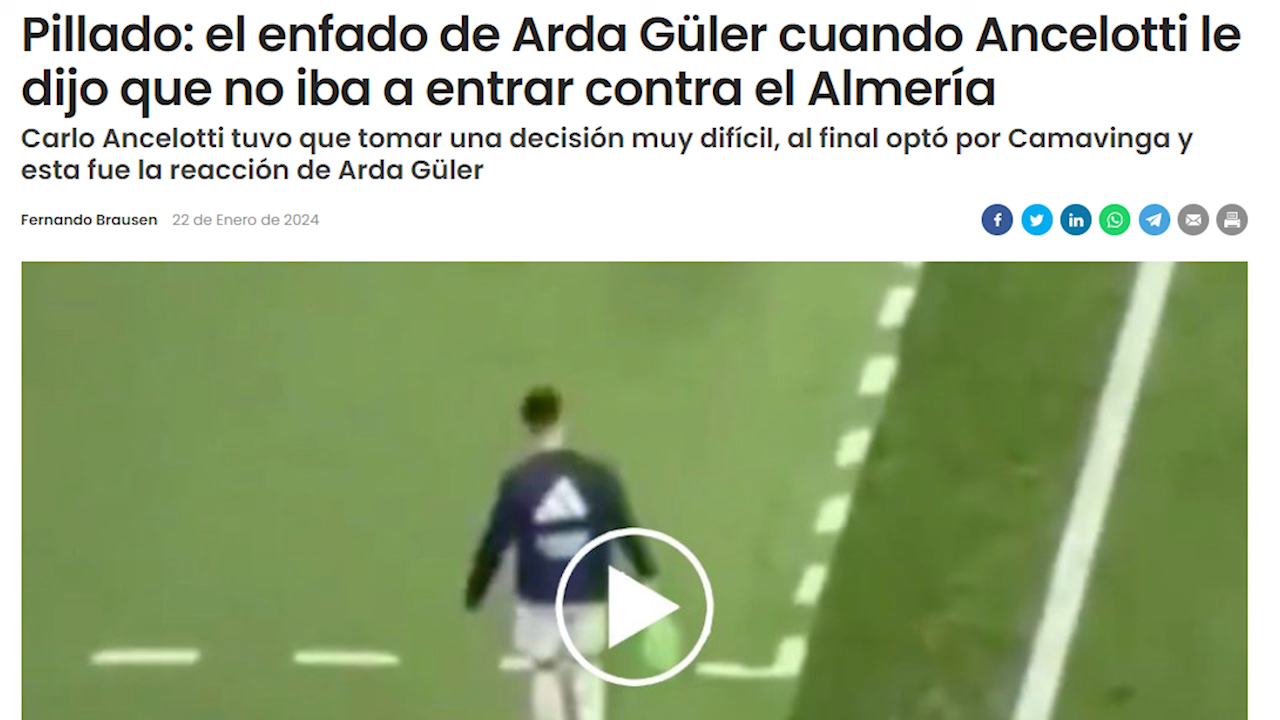 Pillado: el enfado de Arda Güler cuando Ancelotti le
dijo que no iba a entrar contra el Almería
Carlo Ancelotti tuvo que tomar una decisión muy difícil, al final optó por Camavinga y
esta fue la reacción de Arda Güler
Fernando Brausen 22 de Enero de 2024